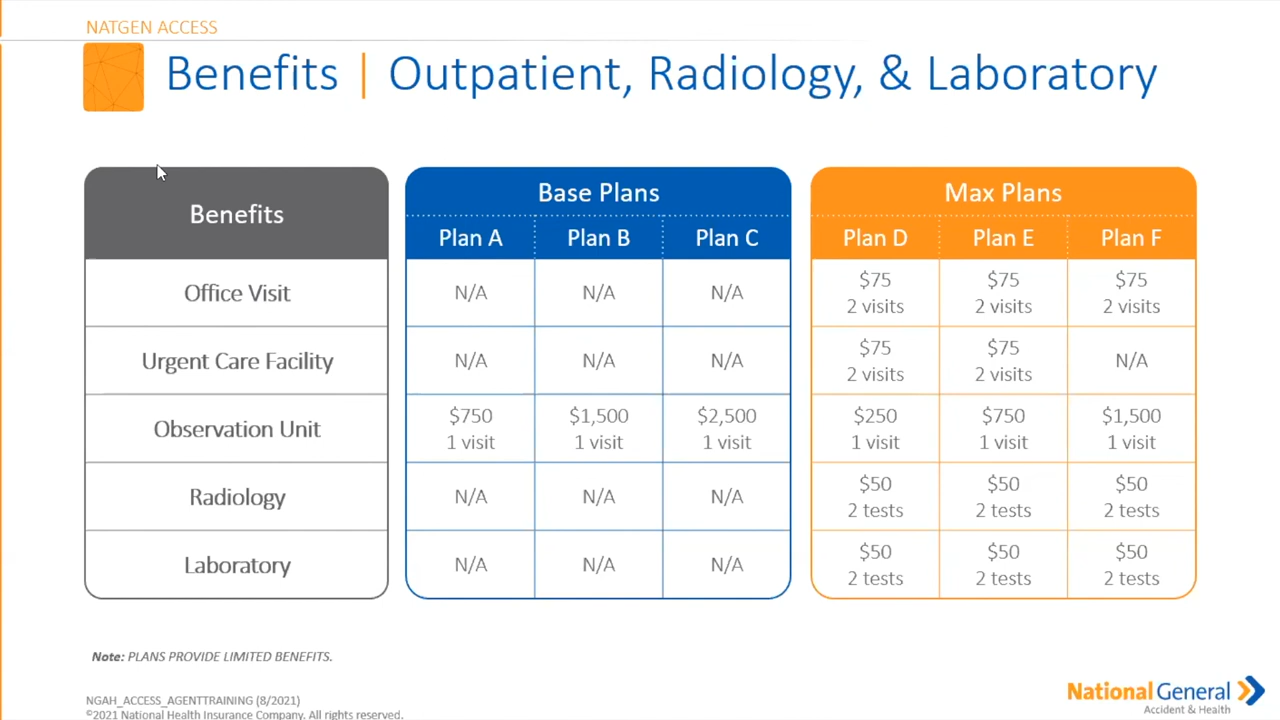 NATGEN ACCESS
Benefits | Outpatient, Radiology, & Laboratory
Benefits
Base Plans
Max Plans
Plan A Plan B Plan C Plan D Plan E Plan F
Office Visit N/A N/A N/A $75 2 visits $75 2 visits $75 2 visits
Urgent Care Facility N/A N/A N/A $75 2 visits $75 2 visits N/A
Observation Unit $750 1 visit $1,500 1 visit $2,500 1 visit $250 1 visit $750 1 visit $1,500 1 visit
Radiology N/A N/A N/A $50 2 tests $50 2 tests $50 2 tests
Laboratory N/A N/A N/A $50 2 tests $50 2 tests $50 2 tests
Note: PLANS PROVIDE LIMITED BENEFITS.
NGAH_ACCESS_AGENTTRAINING (8/2021)
©2021 National Health Insurance Company. All rights reserved.
National General
Accident & Health